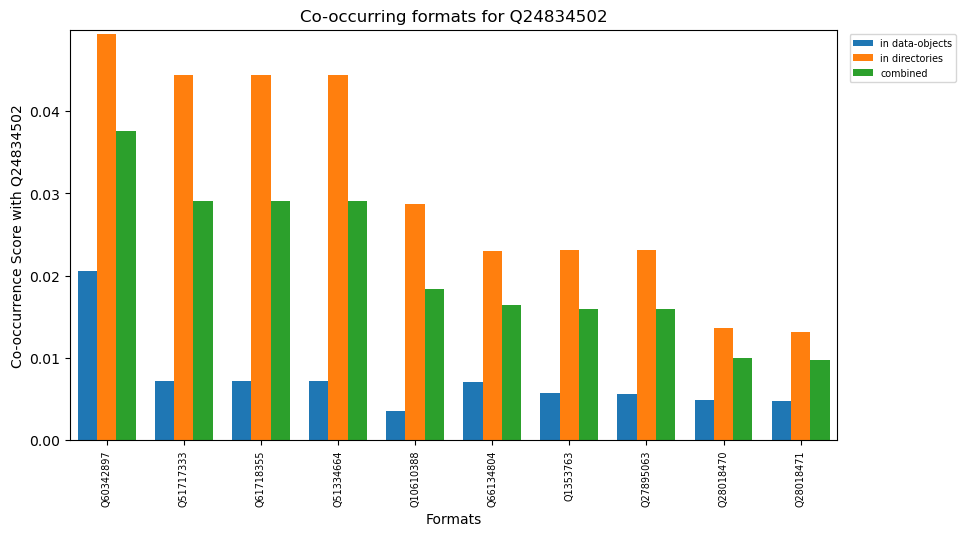 Co-occurring formats for Q24834502
in data-objects
in directories
combined
Co-occurrence Score with Q24834502
0.04
0.03
0.02
0.01
0.00
Q60342897
Q51717333
Q61718355
Q51334664
Q10610388
Q66134804
Q1353763
Q27895063
Q28018470
Q28018471
Formats